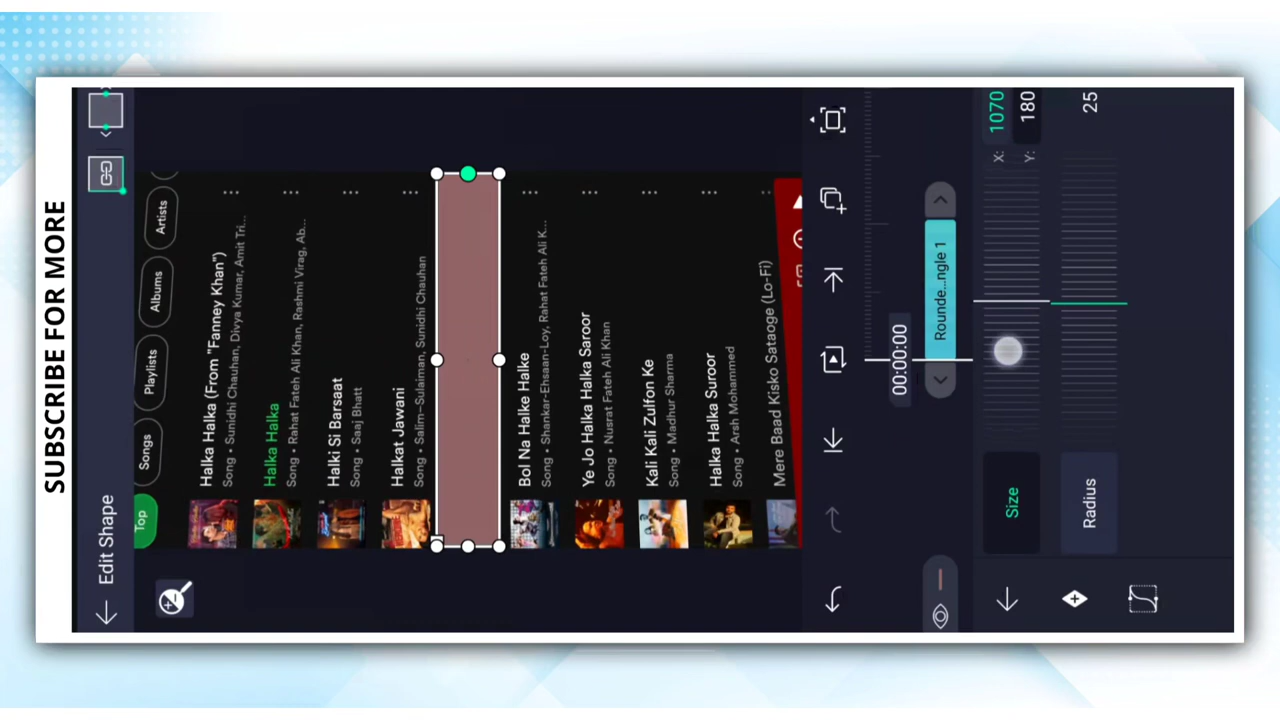 SUBSCRIBE FOR MORE
Edit Shape
Top
Songs
Playlists
Albums
Artists
Halka Halka (From "Fanney Khan")
Song • Sunidhi Chauhan, Divya Kumar, Amit Tri...
Halka Halka
Song • Rahat Fateh Ali Khan, Rashmi Virag, Ab...
Halki Si Barsaat
Song • Saaj Bhatt
Halkat Jawani
Song • Salim–Sulaiman, Sunidhi Chauhan
Bol Na Halke Halke
Song • Shankar-Ehsaan-Loy, Rahat Fateh Ali K...
Ye Jo Halka Halka Saroor
Song • Nusrat Fateh Ali Khan
Kali Kali Zulfon Ke
Song • Madhur Sharma
Halka Halka Suroor
Song • Arsh Mohammed
Mere Baad Kisko Sataoge (Lo-Fi)
00:00:00
Rounde...ngle 1
Size
X: 1070
Y: 180
Radius
25